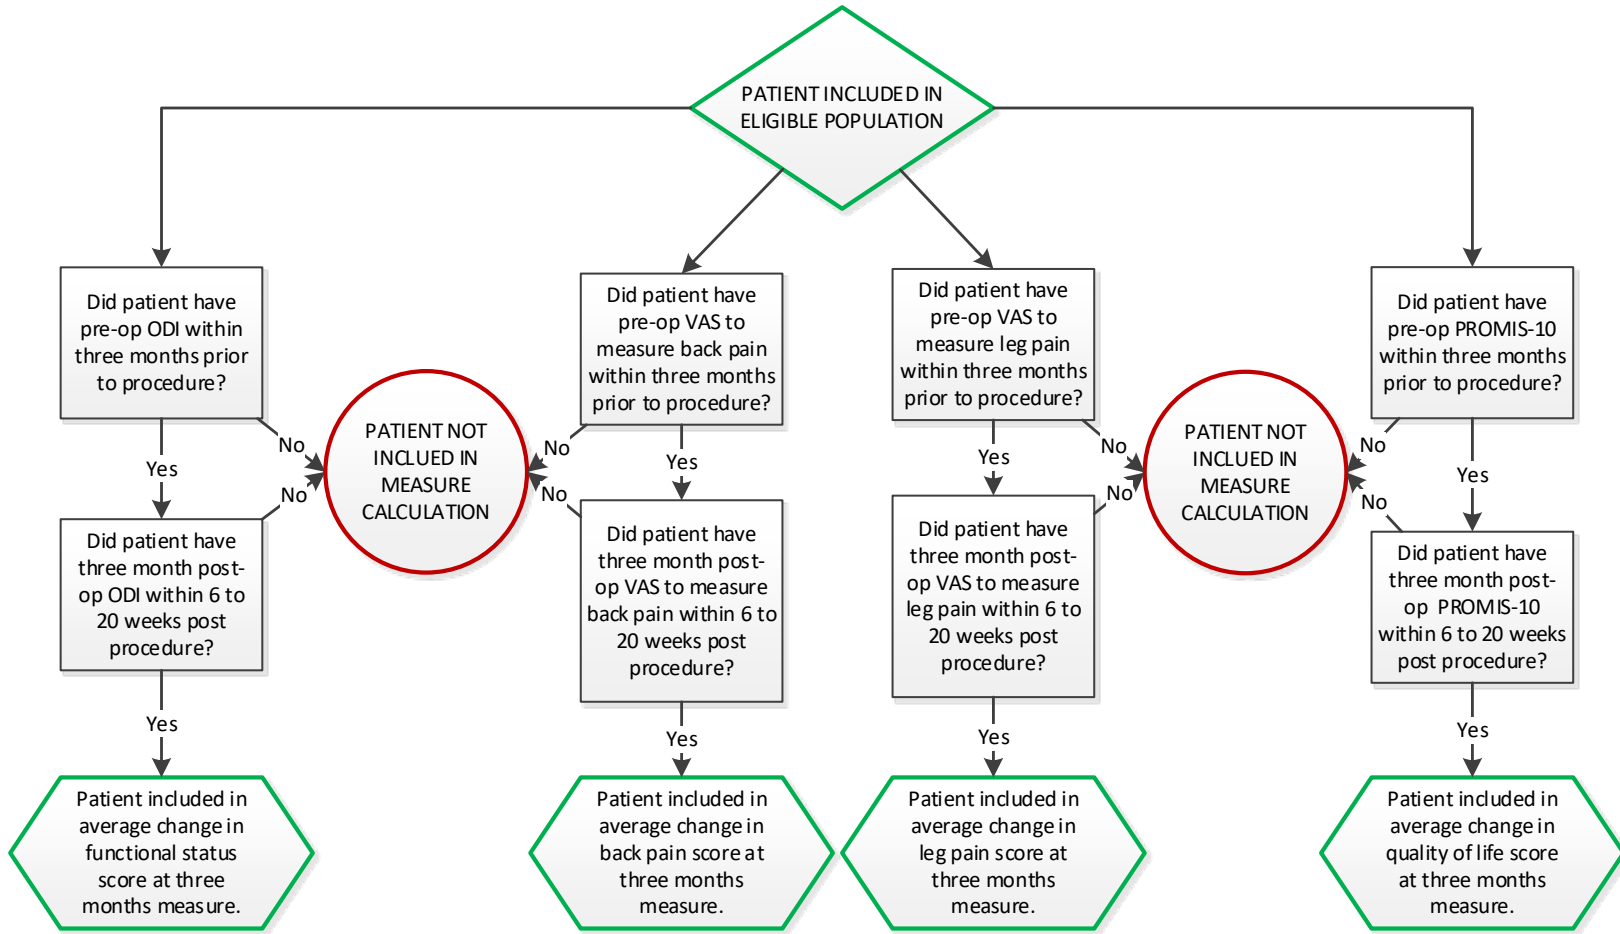 PATIENT INCLUDED IN
ELIGIBLE POPULATION
Did patient have
pre-op ODI within
three months prior
to procedure?
Did patient have
pre-op VAS to
measure back pain
within three months
prior to procedure?
Did patient have
pre-op VAS to
measure leg pain
within three months
prior to procedure?
Did patient have
pre-op PROMIS-10
within three months
prior to procedure?
No
Yes
No
PATIENT NOT
INCLUED IN
MEASURE
CALCULATION
No
Yes
No
No
Yes
No
PATIENT NOT
INCLUED IN
MEASURE
CALCULATION
No
Yes
No
Did patient have
three month post-
op ODI within 6 to
20 weeks post
procedure?
Did patient have
three month post-
op VAS to measure
back pain within 6 to
20 weeks post
procedure?
Did patient have
three month post-
op VAS to measure
leg pain within 6 to
20 weeks post
procedure?
Did patient have
three month post-
op PROMIS-10
within 6 to 20 weeks
post procedure?
Yes
Yes
Yes
Yes
Patient included in
average change in
functional status
score at three
months measure.
Patient included in
average change in
back pain score at
three months
measure.
Patient included in
average change in
leg pain score at
three months
measure.
Patient included in
average change in
quality of life score
at three months
measure.